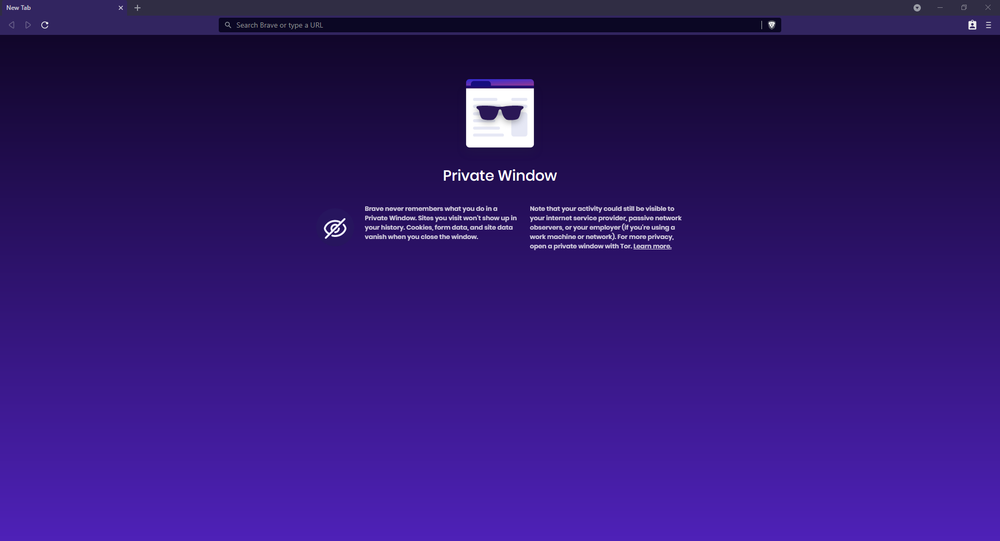 New Tab
Search Brave or type a URL
Private Window
Brave never remembers what you do in a
Private Window. Sites you visit won't show up in
your history. Cookies, form data, and site data
vanish when you close the window.
Note that your activity could still be visible to
your internet service provider, passive network
observers, or your employer (if you're using a
work machine or network). For more privacy,
open a private window with Tor. Learn more.